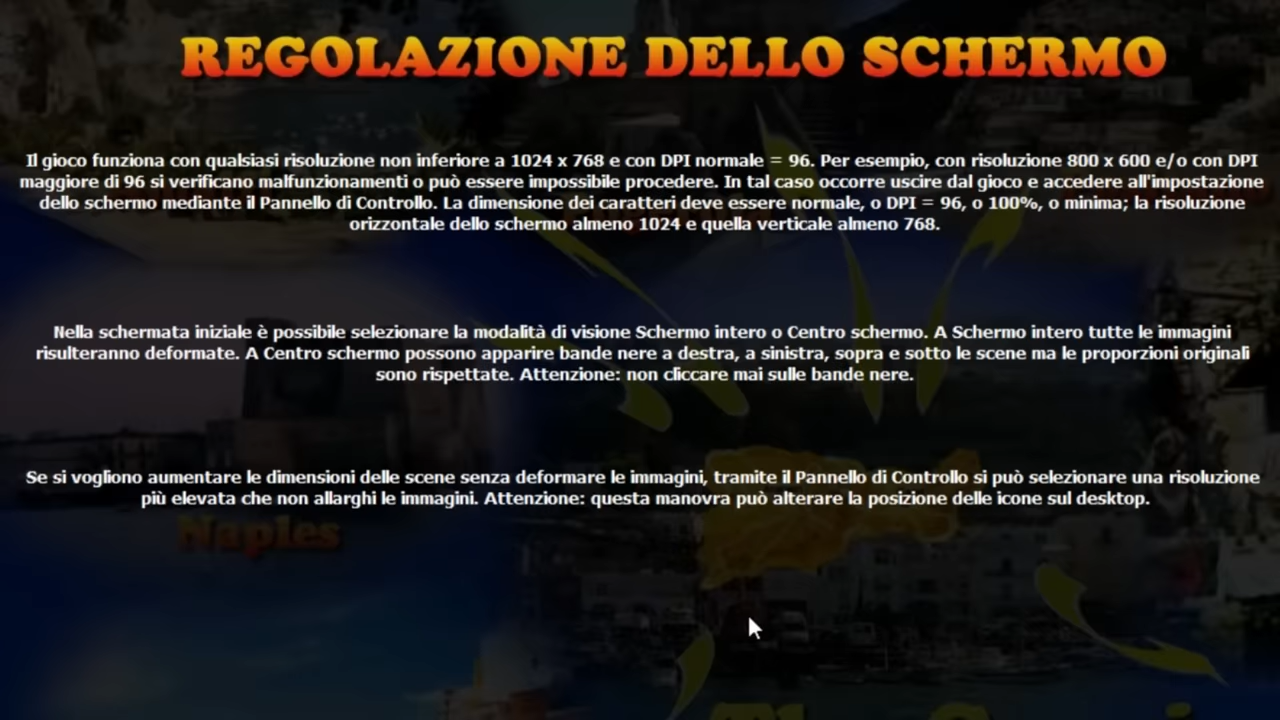 REGOLAZIONE DELLO SCHERMO
Il gioco funziona con qualsiasi risoluzione non inferiore a 1024 x 768 e con DPI normale = 96. Per esempio, con risoluzione 800 x 600 e/o con DPI
maggiore di 96 si verificano malfunzionamenti o può essere impossibile procedere. In tal caso occorre uscire dal gioco e accedere all'impostazione
dello schermo mediante il Pannello di Controllo. La dimensione dei caratteri deve essere normale, o DPI = 96, o 100%, o minima; la risoluzione
orizzontale dello schermo almeno 1024 e quella verticale almeno 768.
Nella schermata iniziale è possibile selezionare la modalità di visione Schermo intero o Centro schermo. A Schermo intero tutte le immagini
risulteranno deformate. A Centro schermo possono apparire bande nere a destra, a sinistra, sopra e sotto le scene ma le proporzioni originali
sono rispettate. Attenzione: non cliccare mai sulle bande nere.
Se si vogliono aumentare le dimensioni delle scene senza deformare le immagini, tramite il Pannello di Controllo si può selezionare una risoluzione
più elevata che non allarghi le immagini. Attenzione: questa manovra può alterare la posizione delle icone sul desktop.
Naples